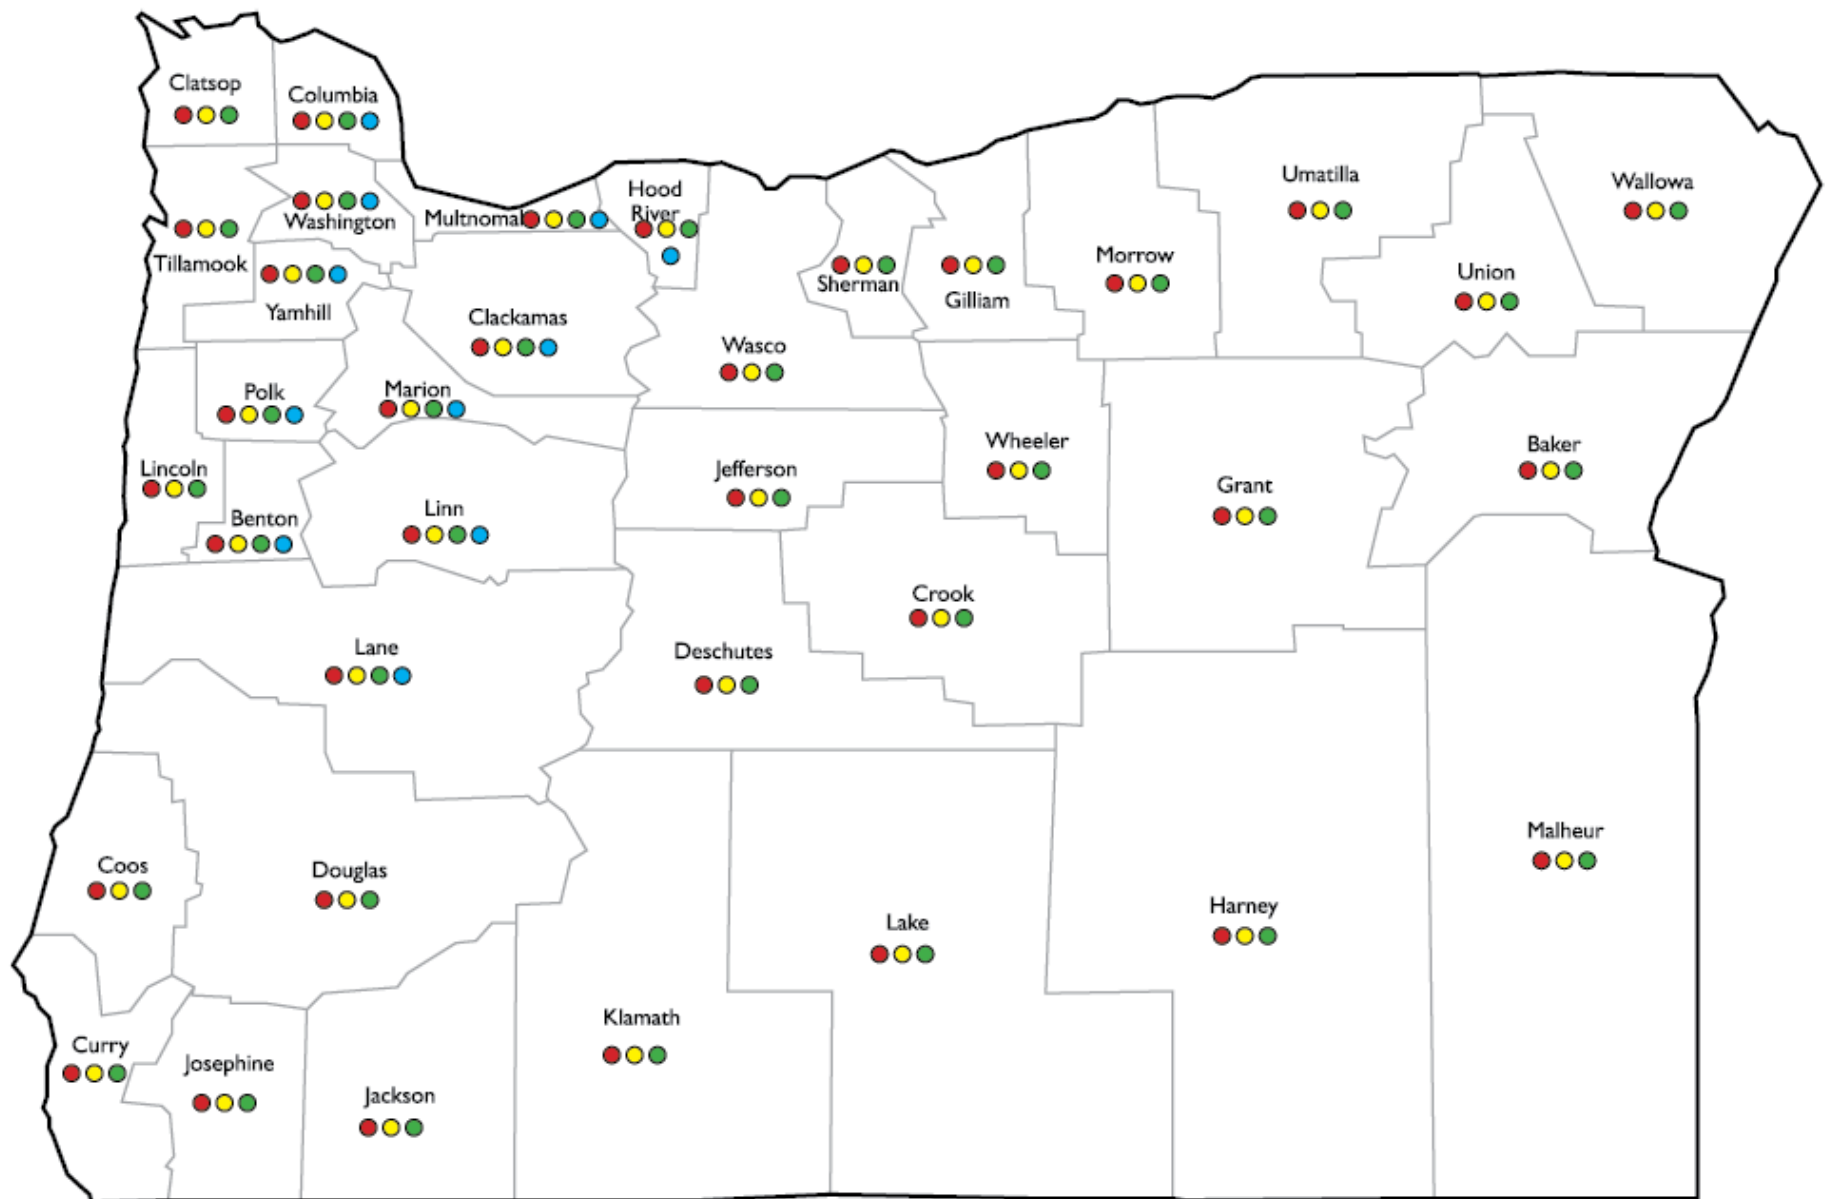 Clatsop
Columbia
Washington
Multnomah
Hood
River
Tillamook
Yamhill
Clackamas
Wasco
Sherman
Gilliam
Morrow
Umatilla
Union
Wallowa
Polk
Marion
Lincoln
Benton
Linn
Jefferson
Wheeler
Grant
Baker
Crook
Lane
Deschutes
Coos
Douglas
Lake
Harney
Malheur
Curry
Josephine
Jackson
Klamath